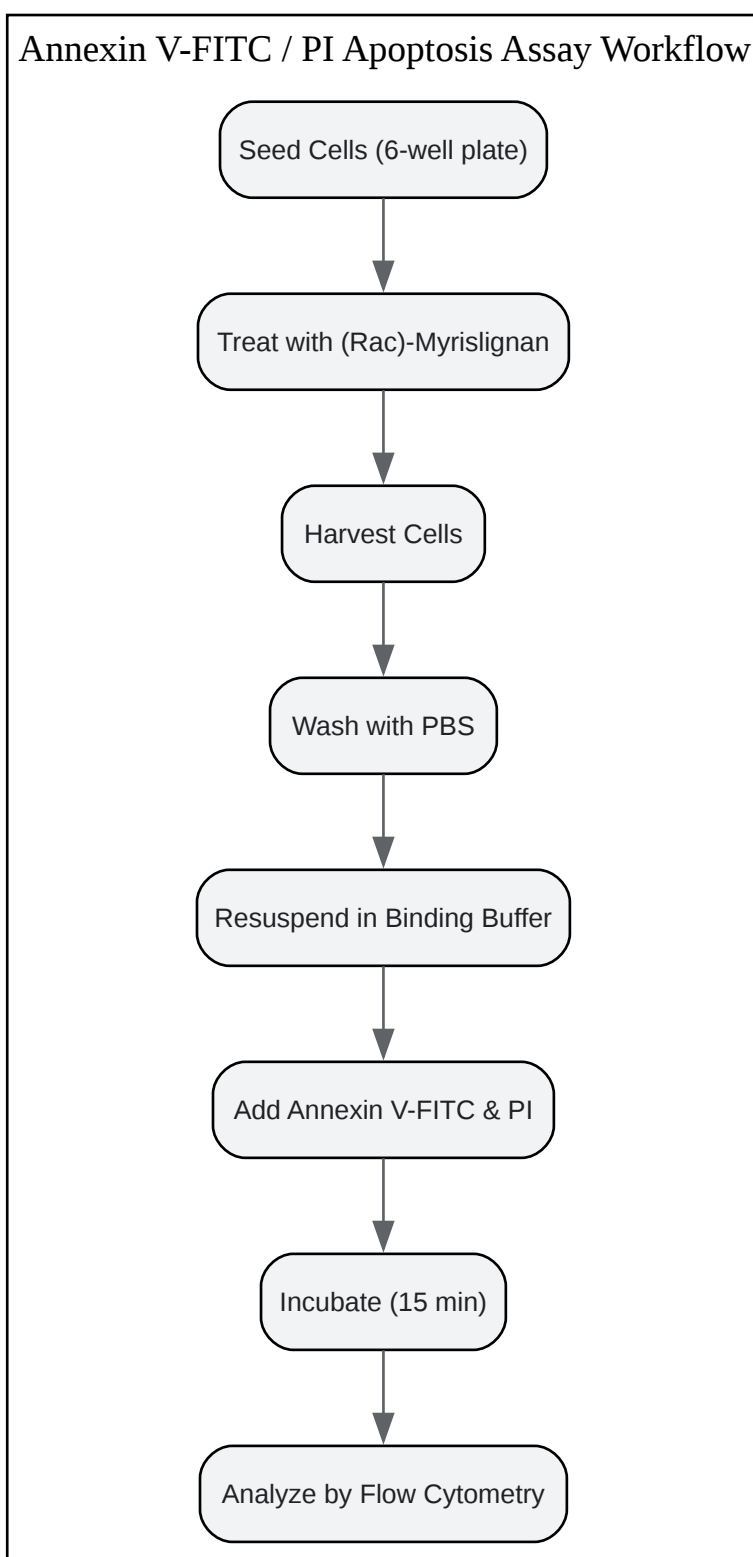 Annexin V-FITC / PI Apoptosis Assay Workflow
Seed Cells (6-well plate)
Treat with (Rac)-Myrislignan
Harvest Cells
Wash with PBS
Resuspend in Binding Buffer
Add Annexin V-FITC & PI
Incubate (15 min)
Analyze by Flow Cytometry